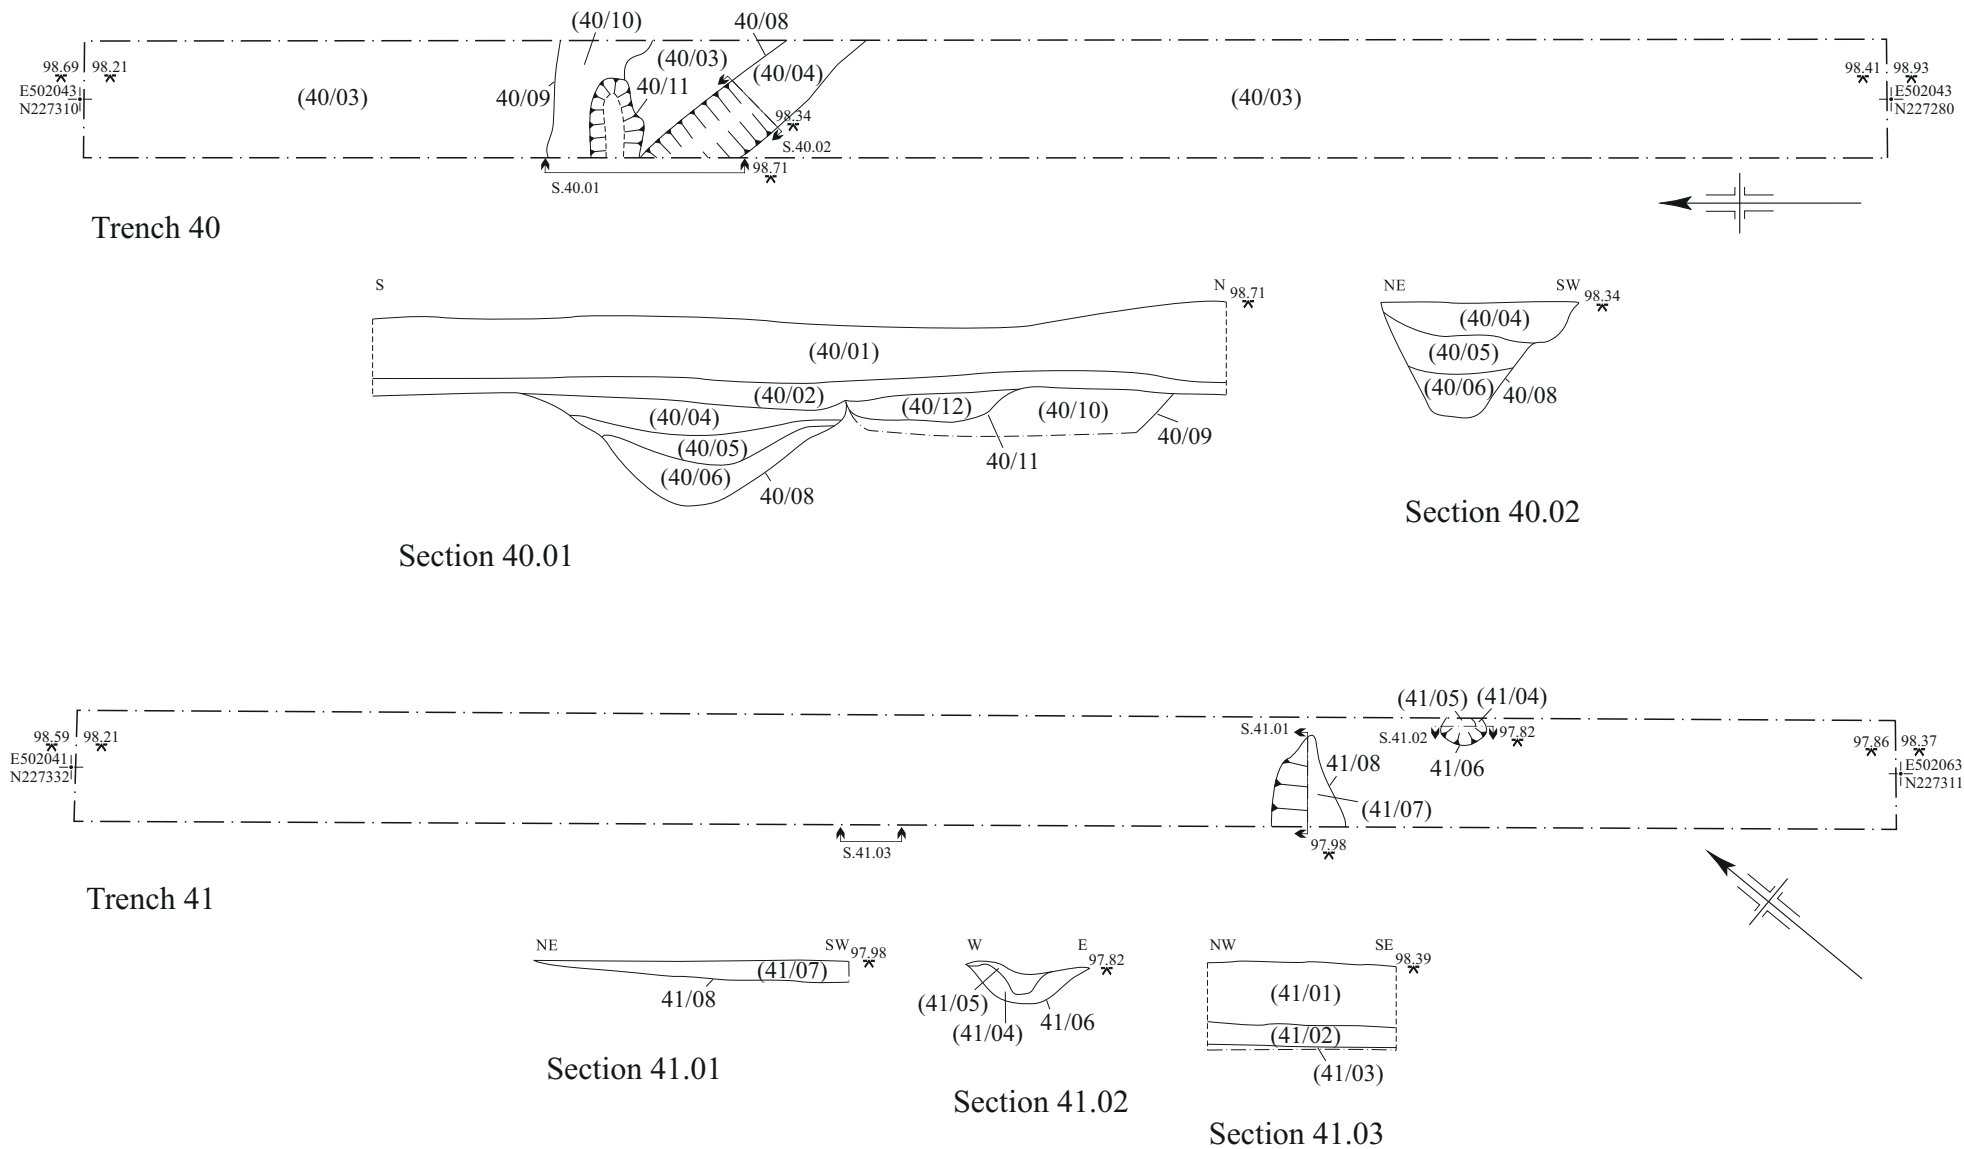 (40/10)
40/08
98.69
98.21
E502043
N227310
(40/03)
40/09
(40/03)
40/11
(40/04)
98.34
S.40.02
(40/03)
98.41
98.93
E502043
N227280
S.40.01
98.71
Trench 40
S
N
98.71
(40/01)
(40/02)
(40/04)
(40/12)
(40/10)
(40/05)
(40/06)
40/08
40/11
40/09
Section 40.01
NE
SW
98.34
(40/04)
(40/05)
(40/06)
40/08
Section 40.02
98.59
98.21
E502041
N227332
S.41.03
S.41.01
41/08
(41/07)
97.98
(41/05)
(41/04)
S.41.02
97.82
41/06
97.86
98.37
E502063
N227311
Trench 41
NE
SW
97.98
(41/07)
41/08
Section 41.01
W
E
97.82
(41/05)
(41/04)
41/06
Section 41.02
NW
SE
98.39
(41/01)
(41/02)
(41/03)
Section 41.03